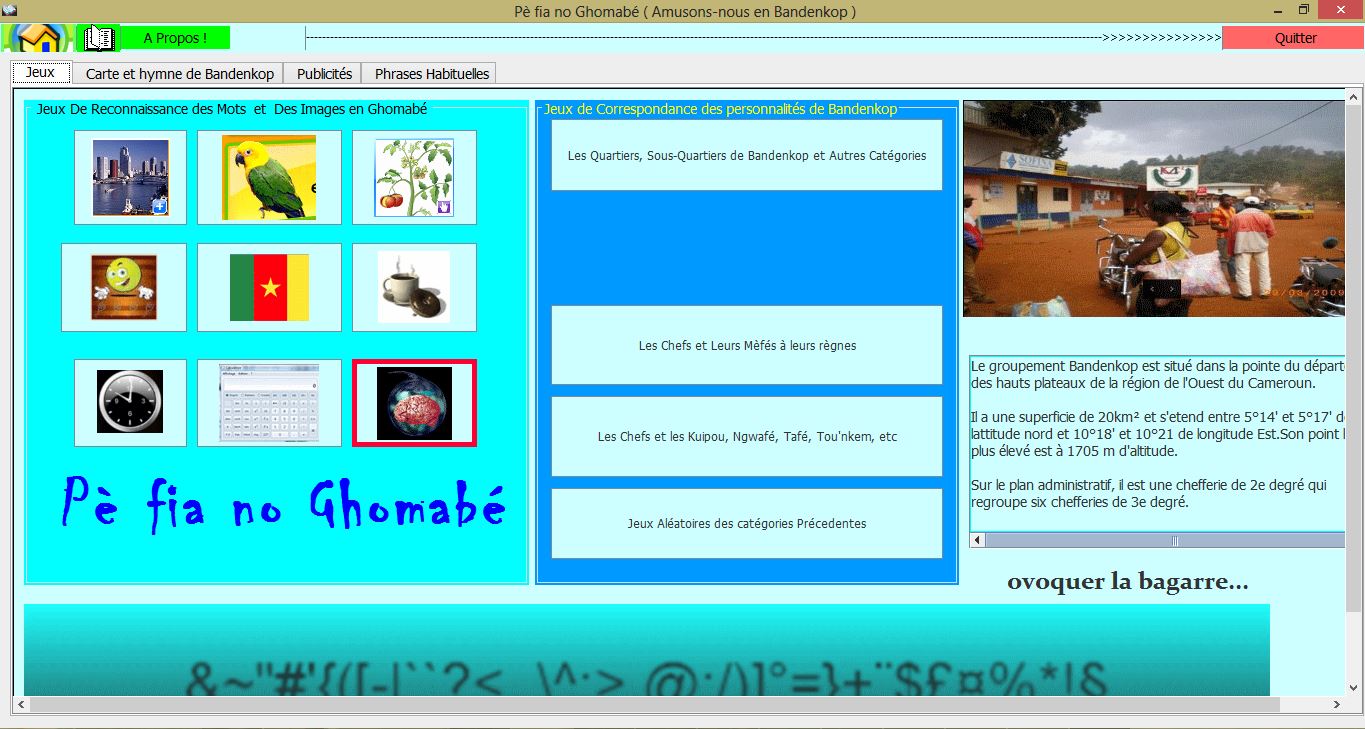 Pè fia no Ghomabé ( Amusons-nous en Bandenkop )
A Propos !
>>>>>>>>>>>>>>>
Quitter
Jeux
Carte et hymne de Bandenkop
Publicités
Phrases Habituelles
Jeux De Reconnaissance des Mots et Des Images en Ghomabé
Pè fia no Ghomabé
Jeux de Correspondance des personnalités de Bandenkop
Les Quartiers, Sous-Quartiers de Bandenkop et Autres Catégories
Les Chefs et Leurs Mèfés à leurs règnes
Les Chefs et les Kuipou, Ngwafé, Tafé, Tou'nkem, etc
Jeux Aléatoires des catégories Précedentes
Le groupement Bandenkop est situé dans la pointe du départe
des hauts plateaux de la région de l'Ouest du Cameroun.
Il a une superficie de 20km² et s'etend entre 5°14' et 5°17' d
lattitude nord et 10°18' et 10°21 de longitude Est.Son point l
plus élevé est à 1705 m d'altitude.
Sur le plan administratif, il est une chefferie de 2e degré qui
regroupe six chefferies de 3e degré.
ovoquer la bagarre...
&~"#'{([-|``?<_\^·>_@:/)]°=}+¨$£¤%*!§